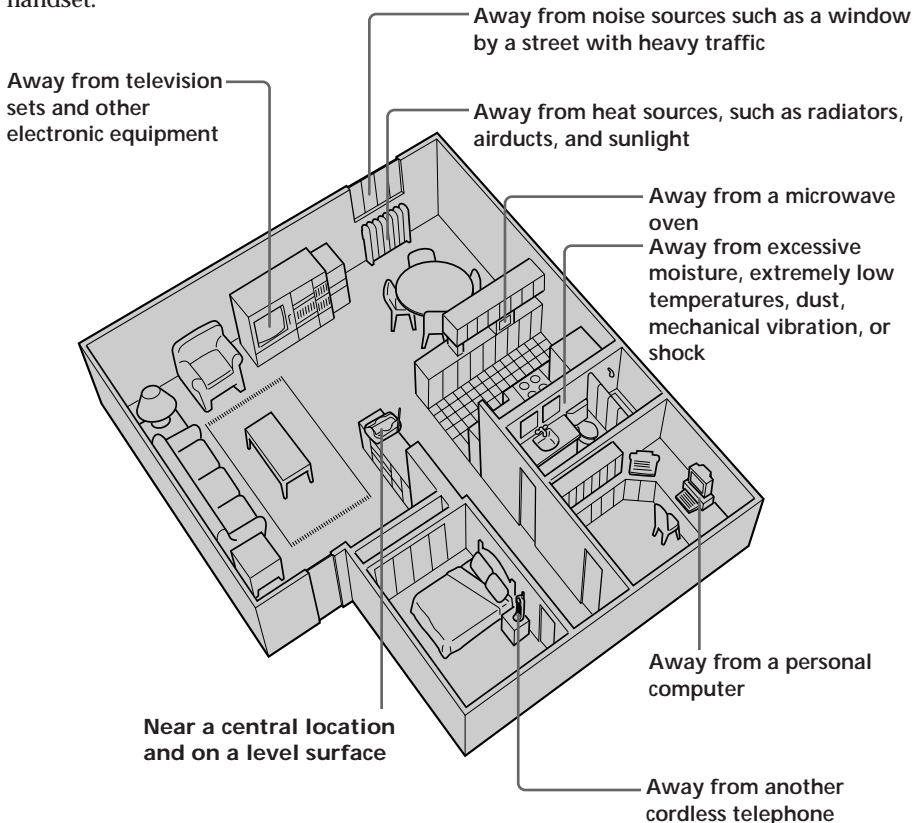 handset.
Away from noise sources such as a window
by a street with heavy traffic
Away from television
sets and other
electronic equipment
Away from heat sources, such as radiators,
airducts, and sunlight
Away from a microwave
oven
Away from excessive
moisture, extremely low
temperatures, dust,
mechanical vibration, or
shock
Away from a personal
computer
Near a central location
and on a level surface
Away from another
cordless telephone